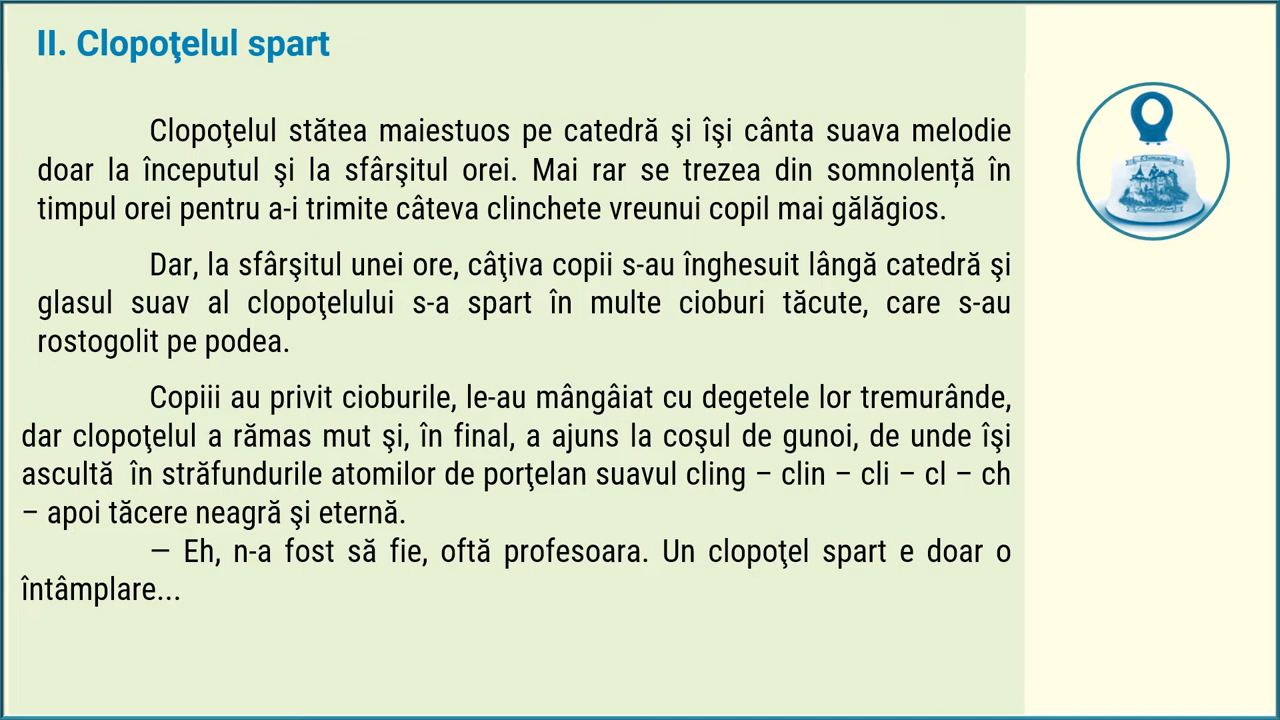 II. Clopoţelul spart
Clopoţelul stătea maiestuos pe catedră şi îşi cânta suava melodie
doar la începutul şi la sfârşitul orei. Mai rar se trezea din somnolență în
timpul orei pentru a-i trimite câteva clinchete vreunui copil mai gălăgios.
Dar, la sfârşitul unei ore, câţiva copii s-au înghesuit lângă catedră şi
glasul suav al clopoţelului s-a spart în multe cioburi tăcute, care s-au
rostogolit pe podea.
Copiii au privit cioburile, le-au mângâiat cu degetele lor tremurânde,
dar clopoţelul a rămas mut şi, în final, a ajuns la coşul de gunoi, de unde îşi
ascultă în străfundurile atomilor de porţelan suavul cling – clin – cli – cl – ch
– apoi tăcere neagră şi eternă.
— Eh, n-a fost să fie, oftă profesoara. Un clopoţel spart e doar o
întâmplare...